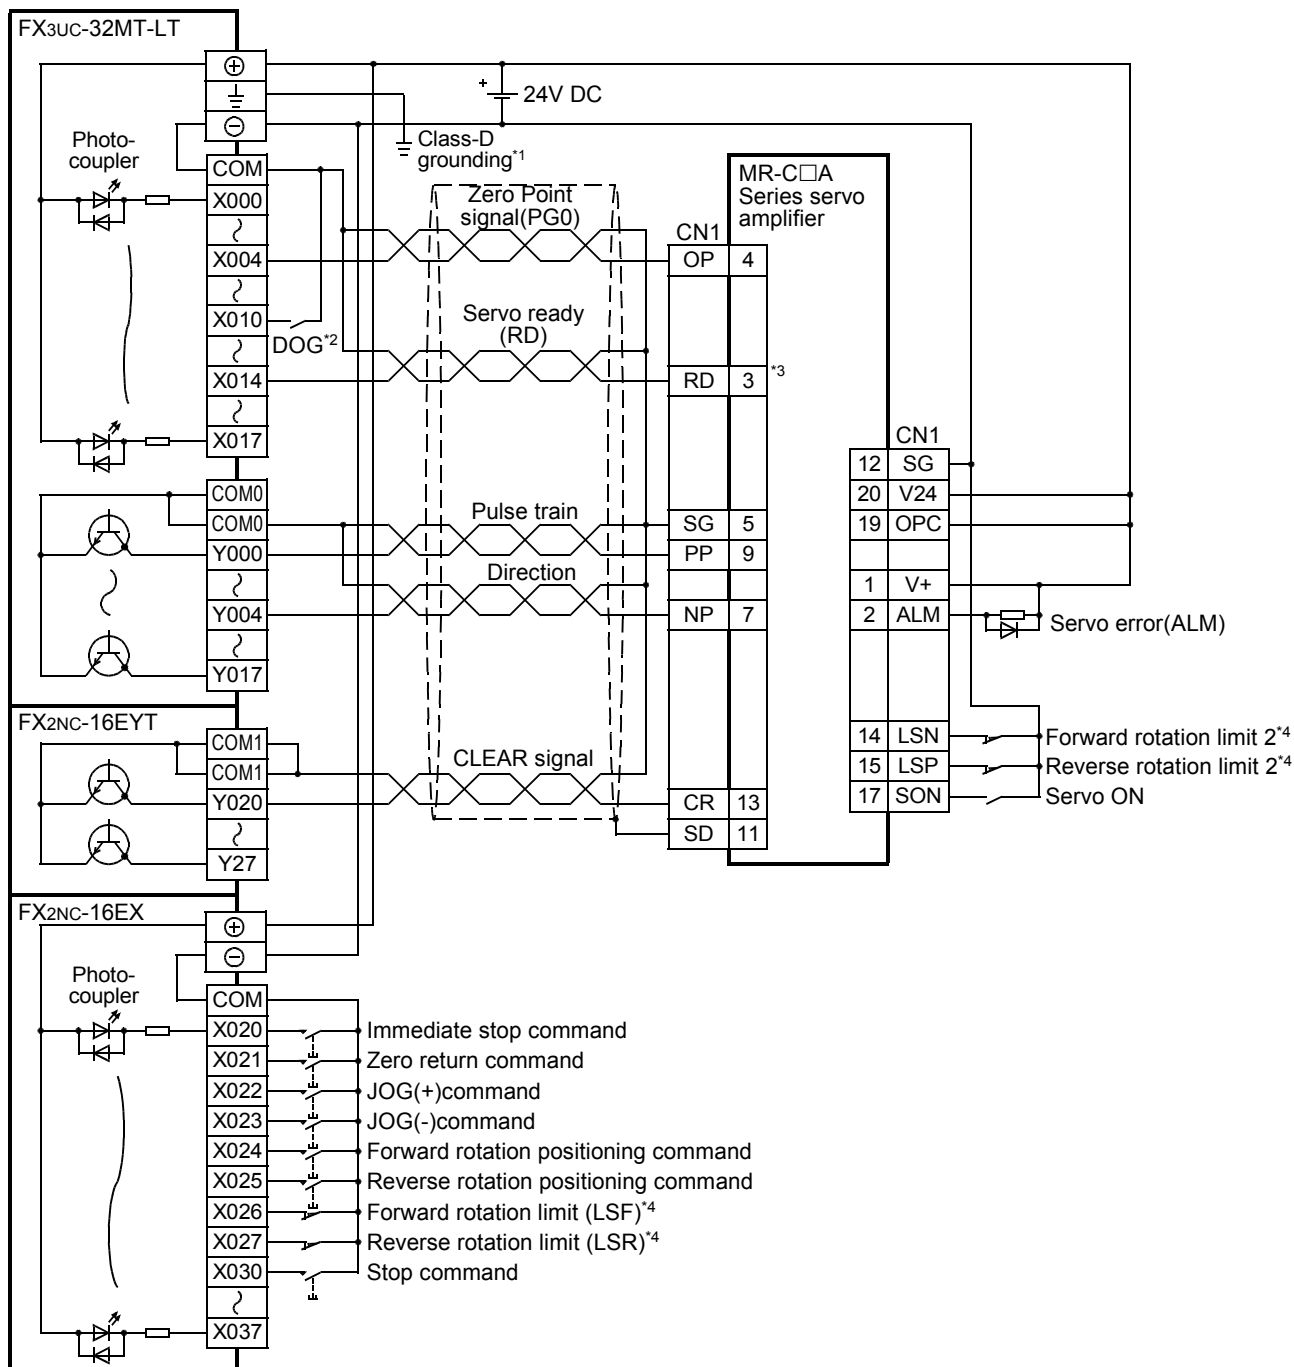 FX3UC-32MT-LT
24V DC
Photo-
coupler
Class-D
grounding*1
COM
X000
X004
X010
X014
X017
DOG*2
Zero Point
signal(PG0)
Servo ready
(RD)
MR-C□A
Series servo
amplifier
CN1
OP 4
RD 3 *3
SG 5
PP 9
NP 7
CR 13
SD 11
CN1
12 SG
20 V24
19 OPC
1 V+
2 ALM
Servo error(ALM)
14 LSN
Forward rotation limit 2*4
15 LSP
Reverse rotation limit 2*4
17 SON
Servo ON
COM0
COM0
Y000
Y004
Y017
Pulse train
Direction
FX2NC-16EYT
COM1
COM1
Y020
Y27
CLEAR signal
FX2NC-16EX
Photo-
coupler
COM
X020 Immediate stop command
X021 Zero return command
X022 JOG(+)command
X023 JOG(-)command
X024 Forward rotation positioning command
X025 Reverse rotation positioning command
X026 Forward rotation limit (LSF)*4
X027 Reverse rotation limit (LSR)*4
X030 Stop command
X037